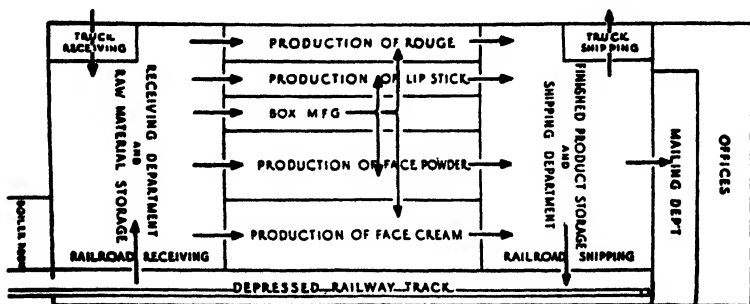 TRUCK
RECEIVING
RECEIVING DEPARTMENT
AND
RAW MATERIAL STORAGE
RAILROAD RECEIVING
BOILER ROOM
PRODUCTION OF ROUGE
PRODUCTION OF LIP STICK
BOX MFG
PRODUCTION OF FACE POWDER
PRODUCTION OF FACE CREAM
TRUCK
SHIPPING
FINISHED PRODUCT STORAGE
AND
SHIPPING DEPARTMENT
RAILROAD SHIPPING
MAILING DEP'T
OFFICES
DEPRESSED RAILWAY TRACK